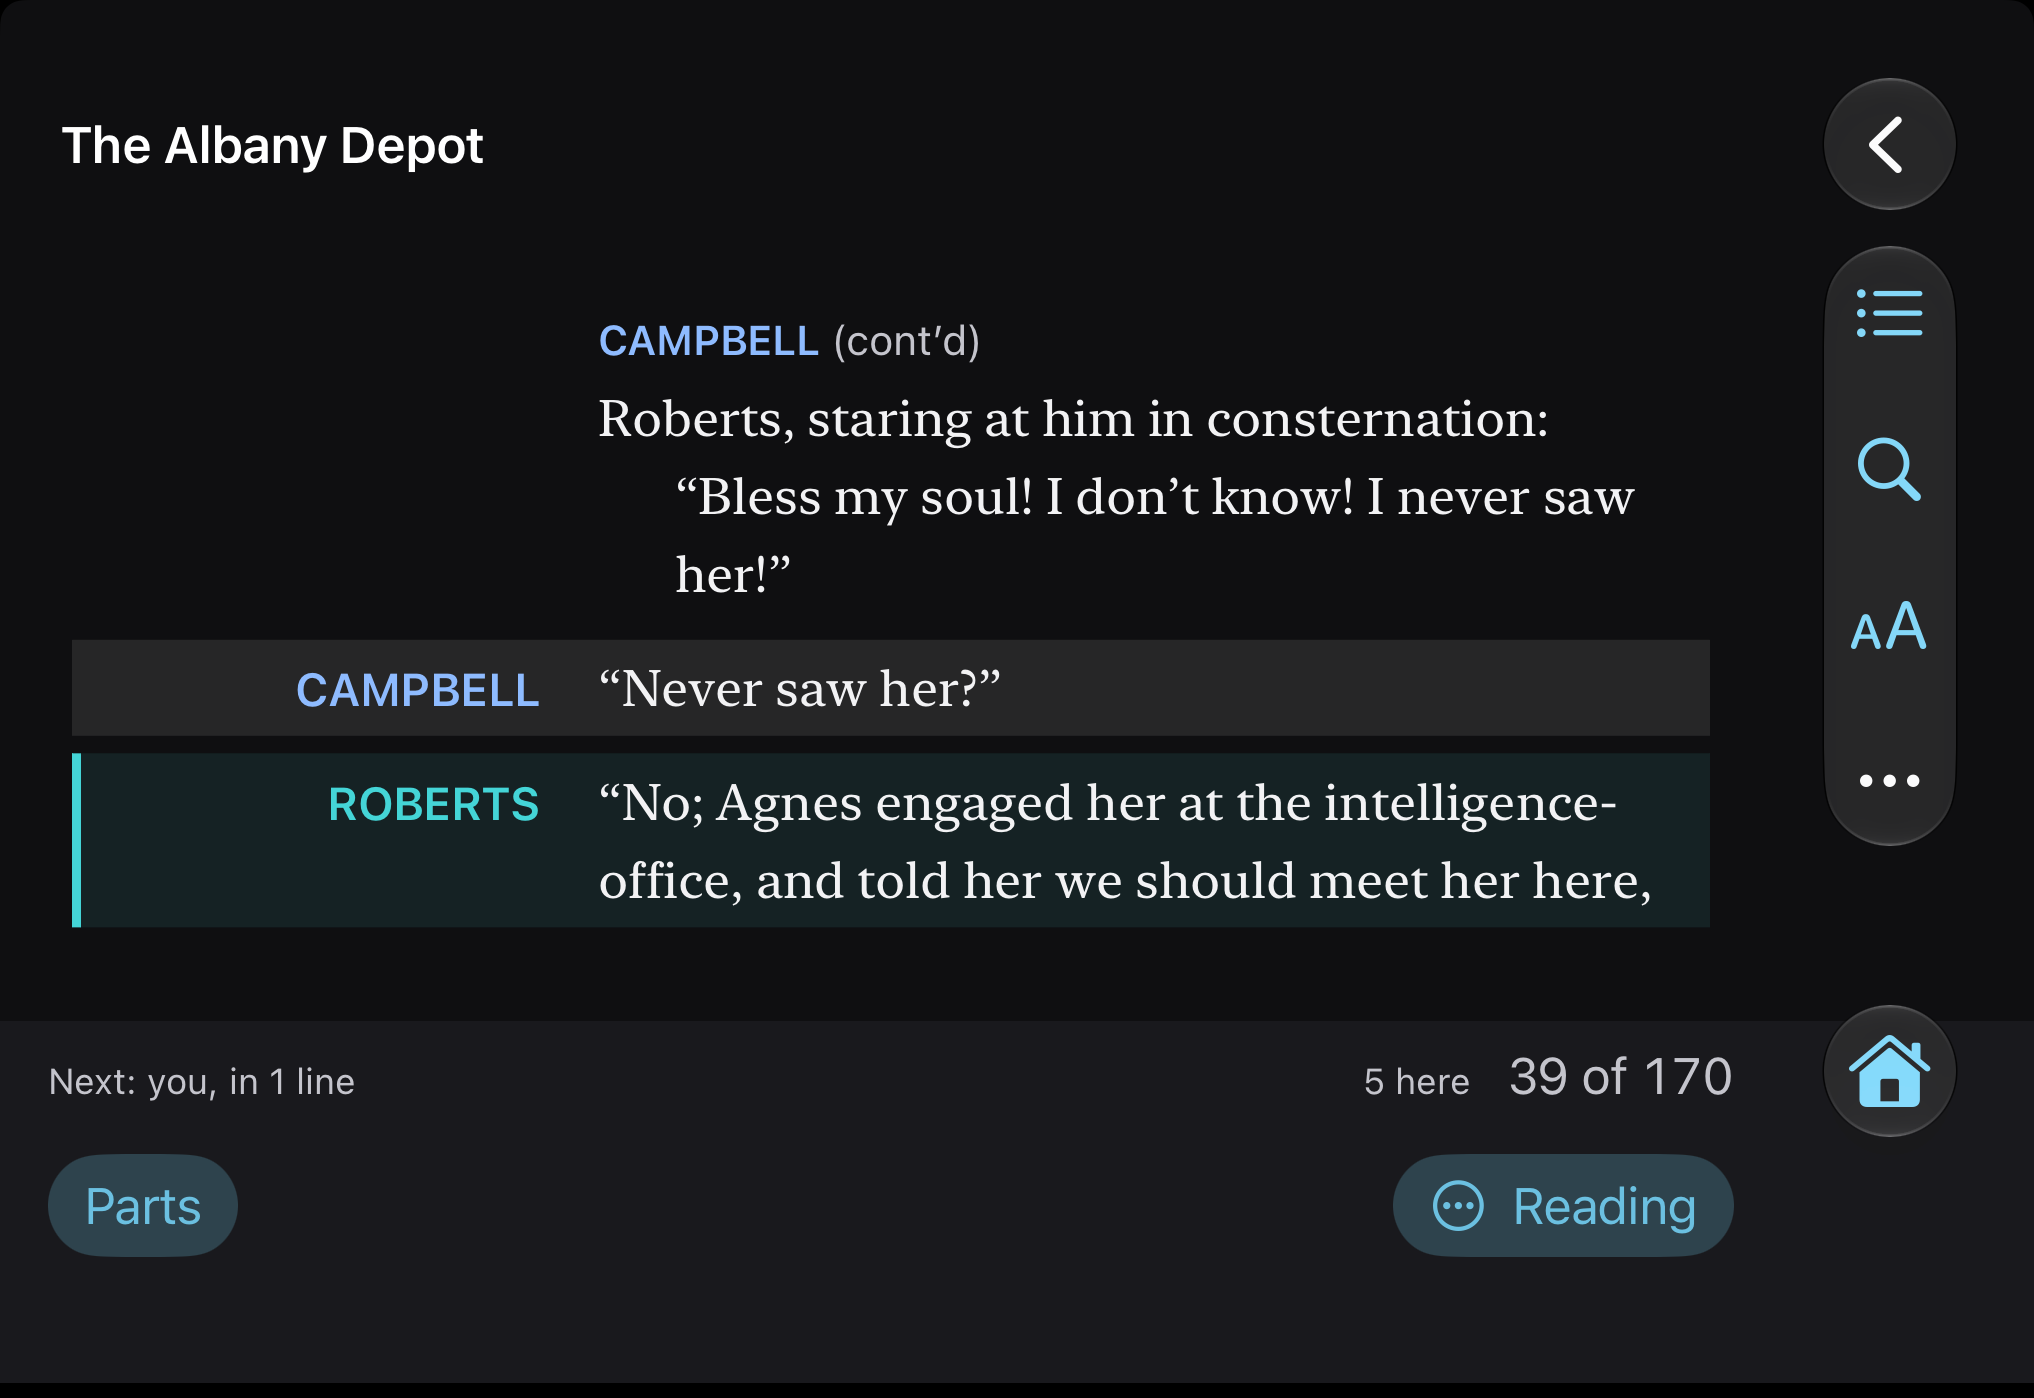 The Albany Depot
CAMPBELL (cont’d)
Roberts, staring at him in consternation:
“Bless my soul! I don’t know! I never saw
her!”
CAMPBELL “Never saw her?”
ROBERTS “No; Agnes engaged her at the intelligence-
office, and told her we should meet her here,
AA
Next: you, in 1 line
5 here 39 of 170
Parts
Reading